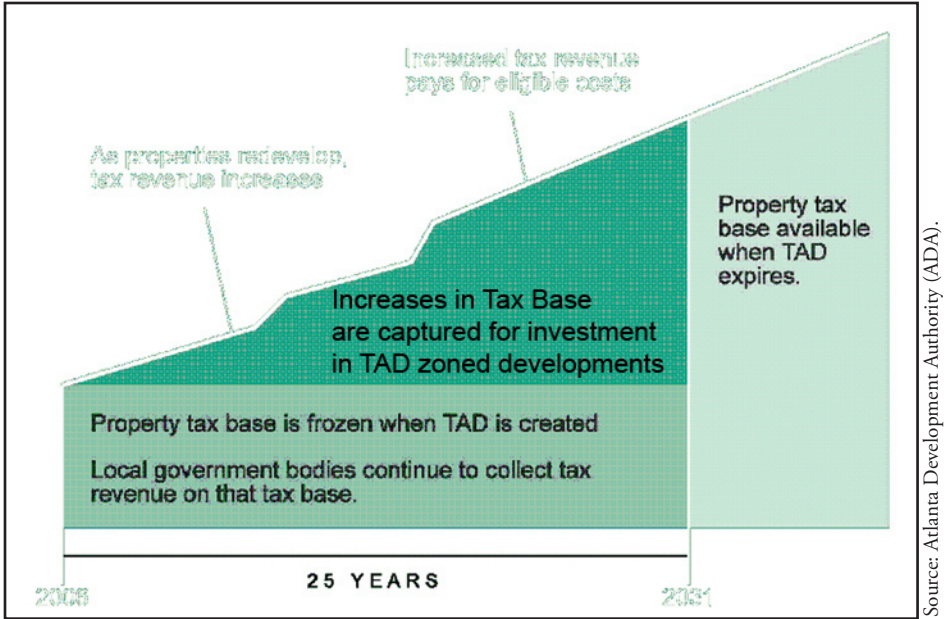 Increased tax revenue
pays for eligible costs
As properties redevelop,
tax revenue increases
Property tax
base available
when TAD
expires.
Increases in Tax Base
are captured for investment
in TAD zoned developments
Property tax base is frozen when TAD is created
Local government bodies continue to collect tax
revenue on that tax base.
25 YEARS
2006
2031
Source: Atlanta Development Authority (ADA).